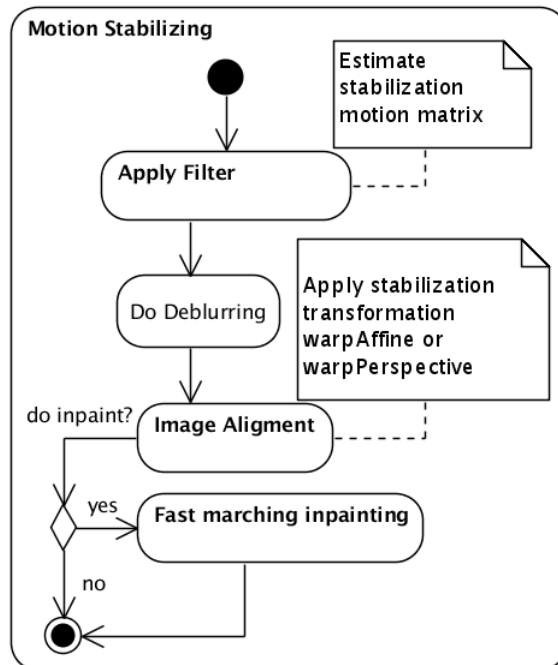 Motion Stabilizing
Estimate
stabilization
motion matrix
Apply Filter
Do Deblurring
Apply stabilization
transformation
warpAffine or
warpPerspective
Image Aligment
do inpaint?
yes
Fast marching inpainting
no